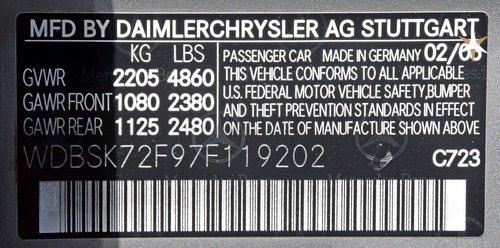 MFD BY DAIMLERCHRYSLER AG STUTTGART
KG LBS
GVWR 2205 4860
GAWR FRONT 1080 2380
GAWR REAR 1125 2480
PASSENGER CAR MADE IN GERMANY 02/06
THIS VEHICLE CONFORMS TO ALL APPLICABLE
U.S. FEDERAL MOTOR VEHICLE SAFETY, BUMPER
AND THEFT PREVENTION STANDARDS IN EFFECT
ON THE DATE OF MANUFACTURE SHOWN ABOVE
WDBSK72F97F119202
C723